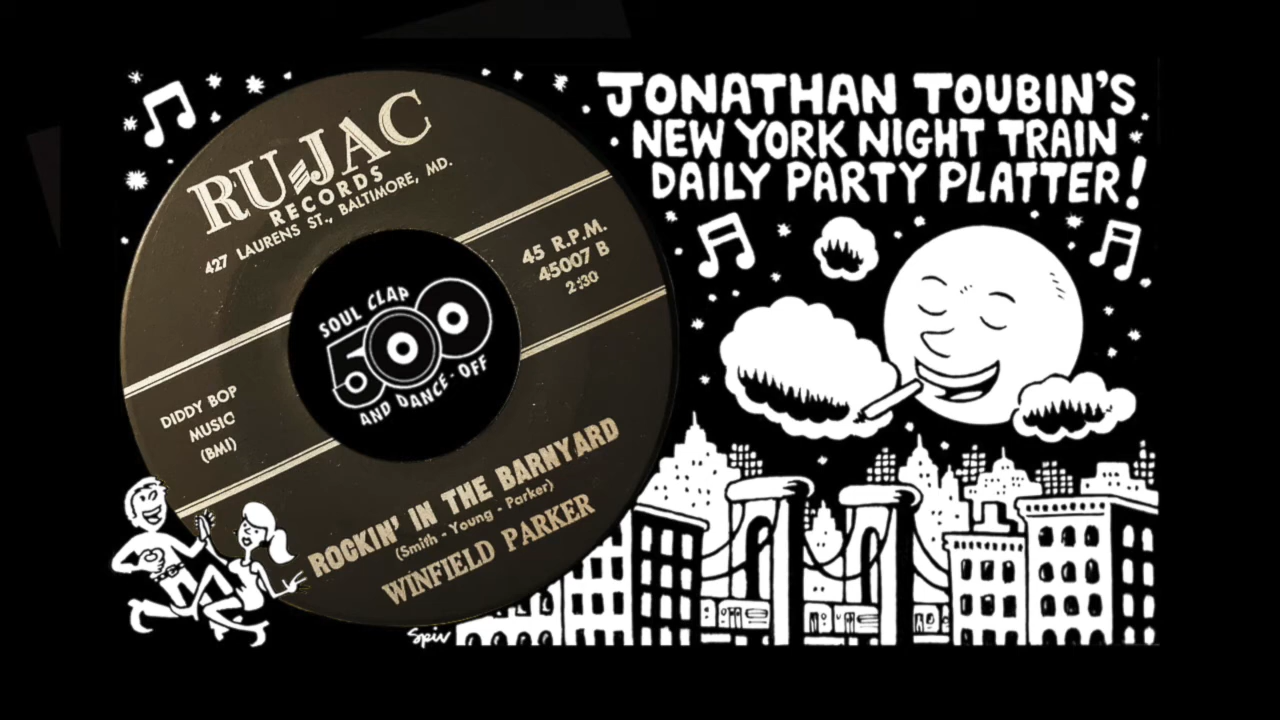 JONATHAN TOUBIN'S
NEW YORK NIGHT TRAIN
DAILY PARTY PLATTER!
RU-JAC
RECORDS
427 LAURENS ST., BALTIMORE, MD.
45 R.P.M.
45007 B
2:30
SOUL CLAP
500
AND DANCE-OFF
DIDDY BOP
MUSIC
(BMI)
ROCKIN' IN THE BARNYARD
(Smith - Young - Parker)
WINFIELD PARKER
Spiv